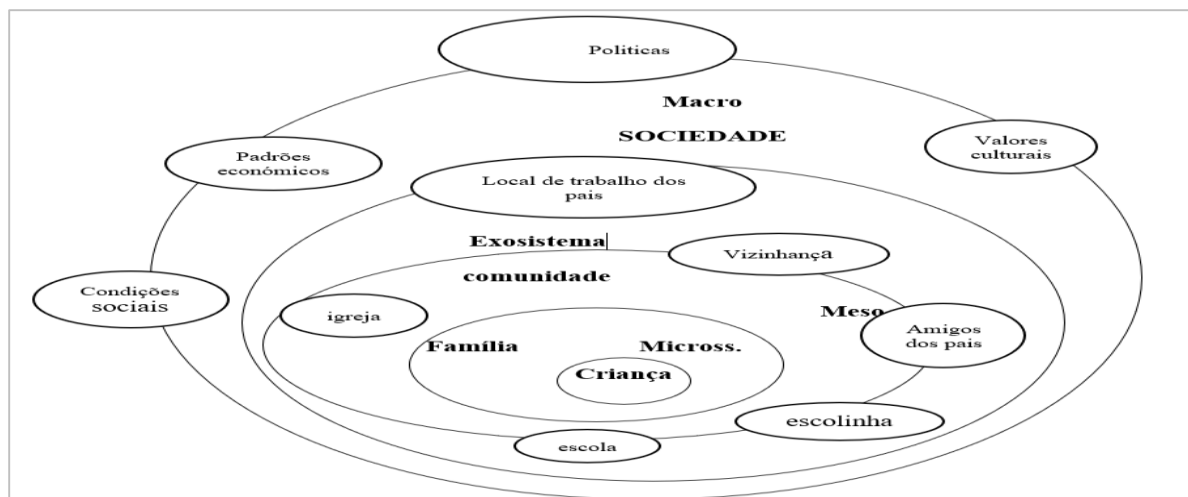 Politicas
Macro
SOCIEDADE
Padrões
económicos
Valores
culturais
Local de trabalho dos
pais
Exosistema
Vizinhança
comunidade
Condições
sociais
igreja
Meso
Amigos
dos pais
Família
Micross.
Criança
escolinha
escola